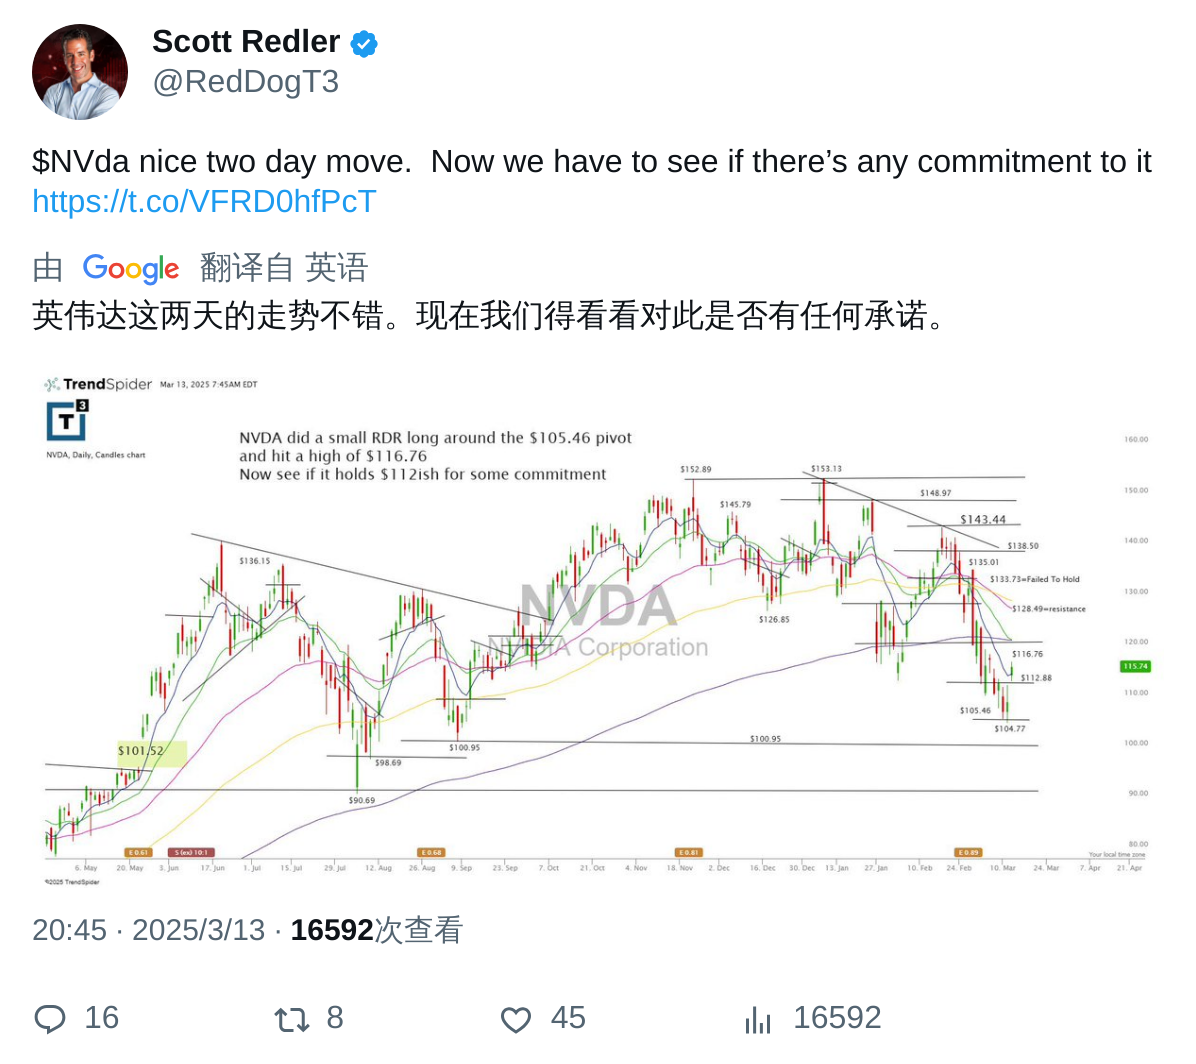 Scott Redler
@RedDogT3
$NVda nice two day move.  Now we have to see if there’s any commitment to it
https://t.co/VFRD0hfPcT
由 Google 翻译自 英语
英伟达这两天的走势不错。现在我们得看看对此是否有任何承诺。
TrendSpider Mar 13, 2025 7:45AM EDT
T3
NVDA, Daily, Candles chart
NVDA did a small RDR long around the $105.46 pivot
and hit a high of $116.76
Now see if it holds $112ish for some commitment
160.00
$152.89
$153.13
150.00
$148.97
$145.79
$143.44
140.00
$138.50
$136.15
$135.01
$133.73=Failed To Hold
130.00
$128.49=resistance
NVDA
$126.85
NVIDIA Corporation
120.00
$116.76
115.74
$112.88
110.00
$105.46
$104.77
$101.52
$100.95
$100.95
100.00
$98.69
$90.69
90.00
80.00
E 0.61
S (ex) 10:1
E 0.68
E 0.81
E 0.89
Your local time zone
6. May 20. May 3. Jun 17. Jun 1. Jul 15. Jul 29. Jul 12. Aug 26. Aug 9. Sep 23. Sep 7. Oct 21. Oct 4. Nov 18. Nov 2. Dec 16. Dec 30. Dec 13. Jan 27. Jan 10. Feb 24. Feb 10. Mar 24. Mar 7. Apr 21. Apr
©2025 TrendSpider
20:45 · 2025/3/13 · 16592次查看
16 8 45 16592